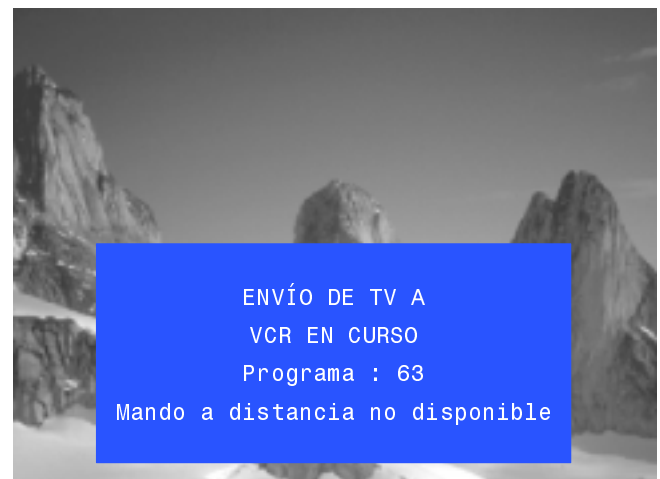 ENVÍO DE TV A
VCR EN CURSO
Programa : 63
Mando a distancia no disponible